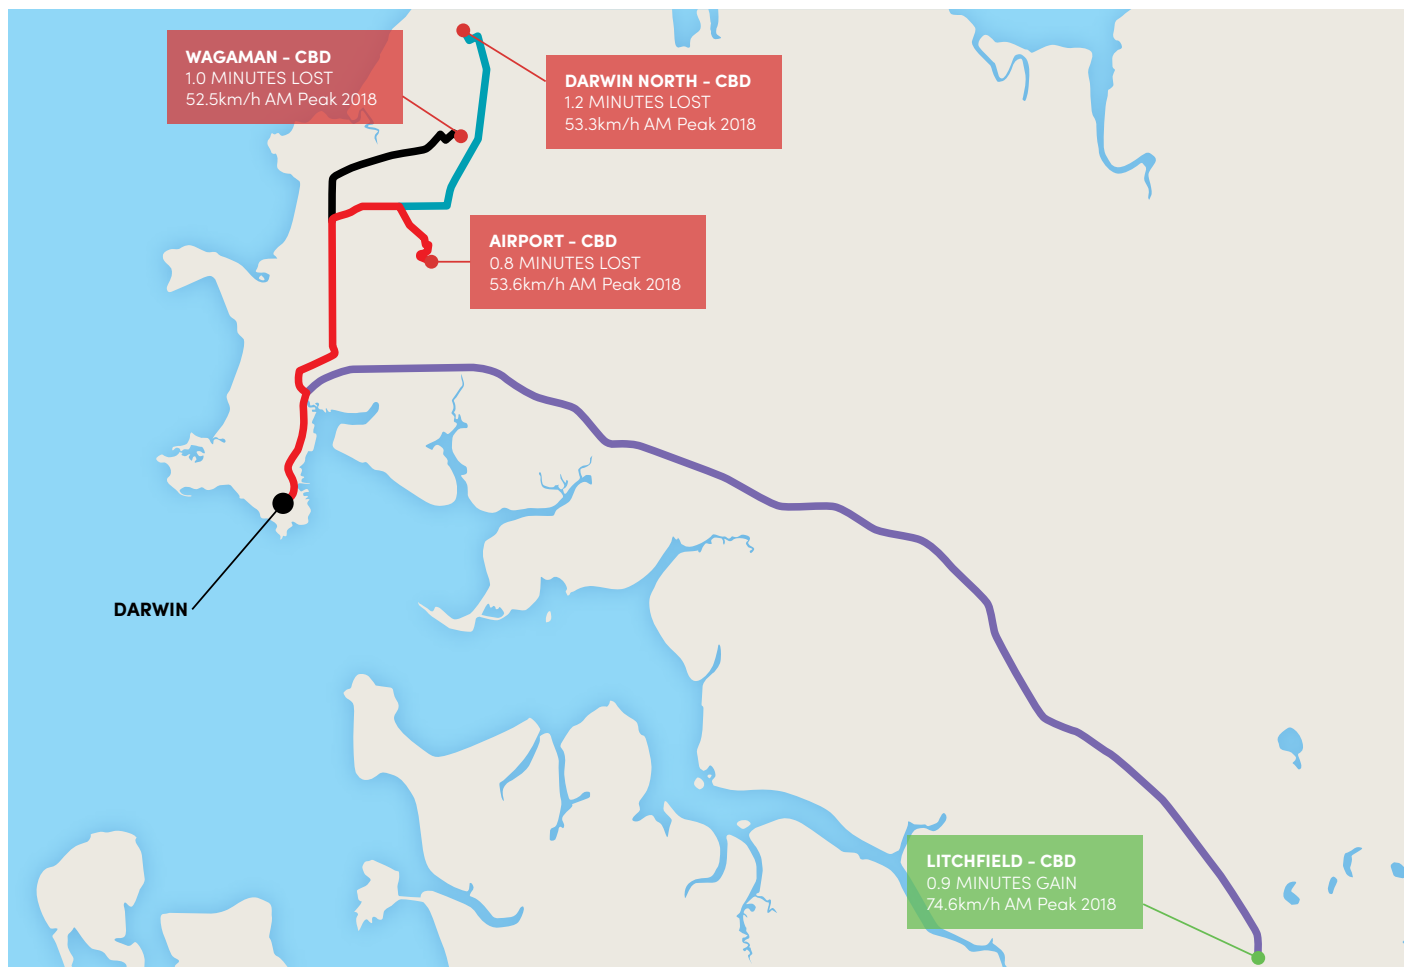 WAGAMAN - CBD
1.0 MINUTES LOST
52.5km/h AM Peak 2018
DARWIN NORTH - CBD
1.2 MINUTES LOST
53.3km/h AM Peak 2018
AIRPORT - CBD
0.8 MINUTES LOST
53.6km/h AM Peak 2018
DARWIN
LITCHFIELD - CBD
0.9 MINUTES GAIN
74.6km/h AM Peak 2018